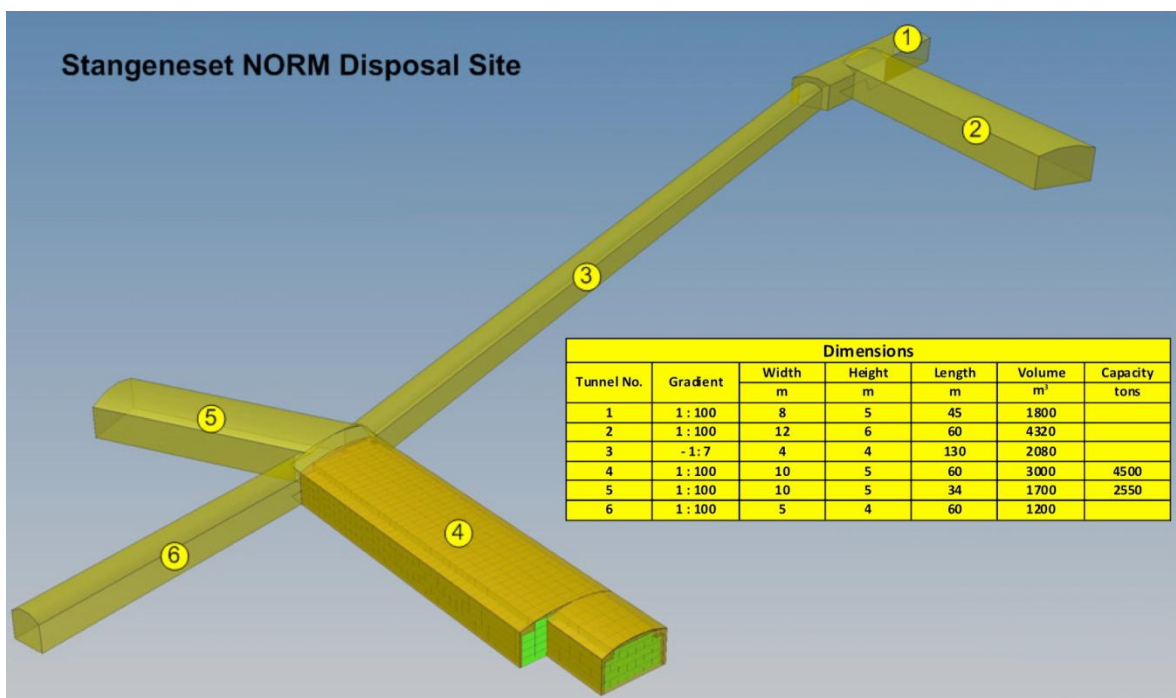 Stangeneset NORM Disposal Site
1
2
3
Dimensions
Tunnel No. Gradient Width Height Length Volume Capacity
m m m m³ tons
1 1 : 100 8 5 45 1800
2 1 : 100 12 6 60 4320
3 - 1: 7 4 4 130 2080
4 1 : 100 10 5 60 3000 4500
5 1 : 100 10 5 34 1700 2550
6 1 : 100 5 4 60 1200
5
4
6